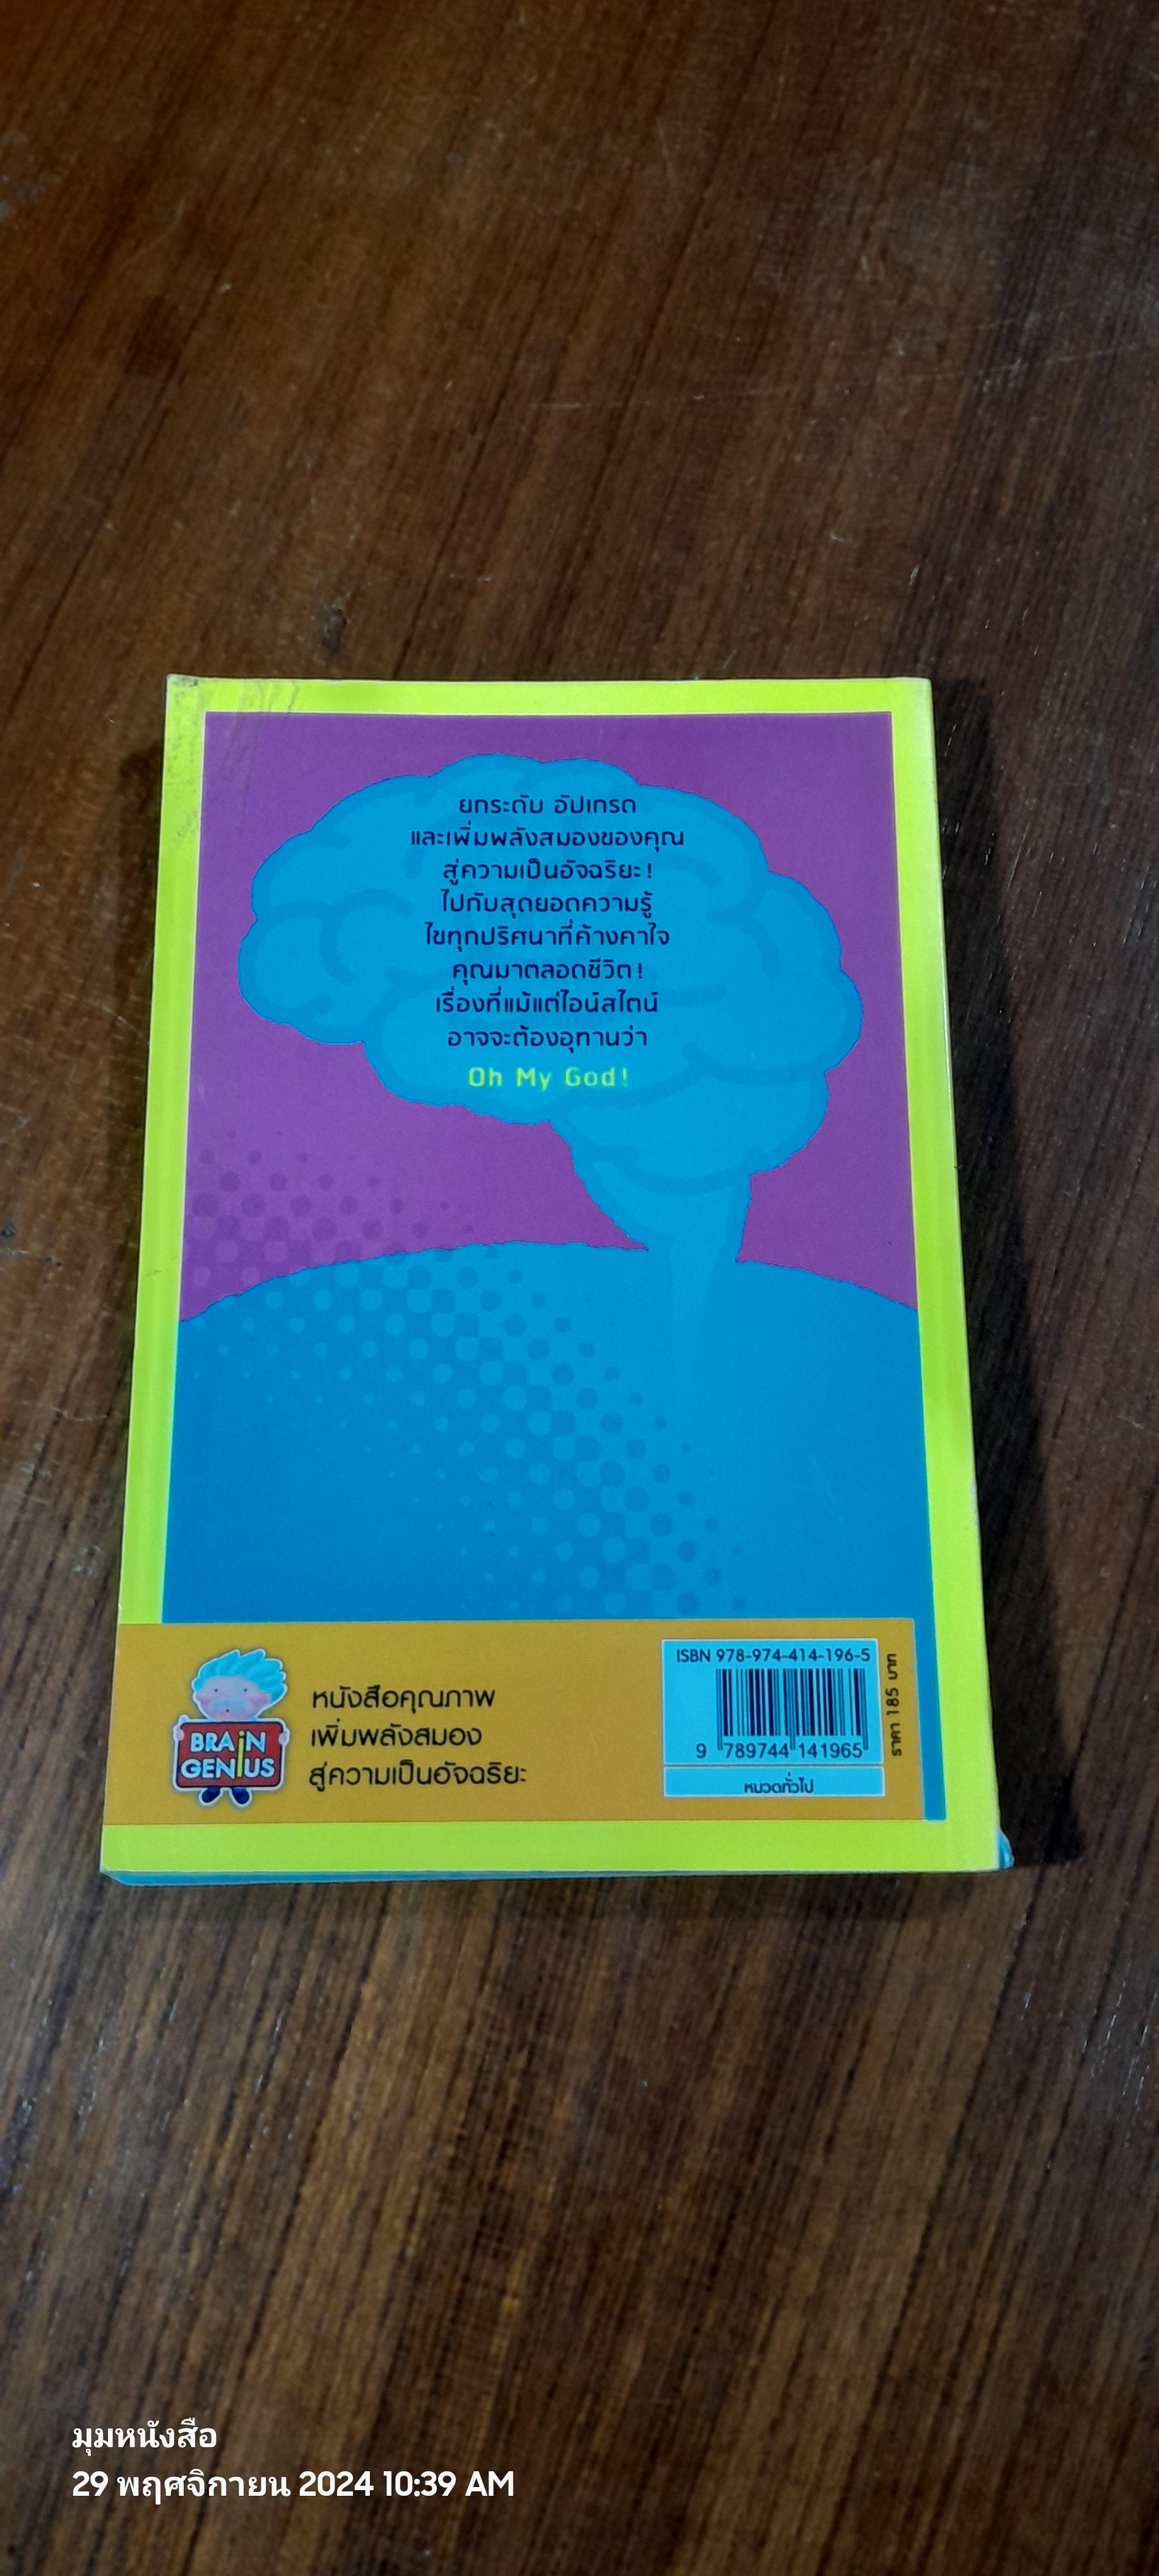 ยกระดับ อัปเกรด
และเพิ่มพลังสมองของคุณ
สู่ความเป็นอัจฉริยะ!
ไปกับสุดยอดความรู้
ไขทุกปริศนาที่ค้างคาใจ
คุณมาตลอดชีวิต!
เรื่องที่แม้แต่ไอน์สไตน์
อาจจะต้องอุทานว่า
Oh My God!
BRAiN
GENiUS
หนังสือคุณภาพ
เพิ่มพลังสมอง
สู่ความเป็นอัจฉริยะ
ISBN 978-974-414-196-5
9 789744 141965
หมวดทั่วไป
ราคา 185 บาท
มุมหนังสือ
29 พฤศจิกายน 2024 10:39 AM